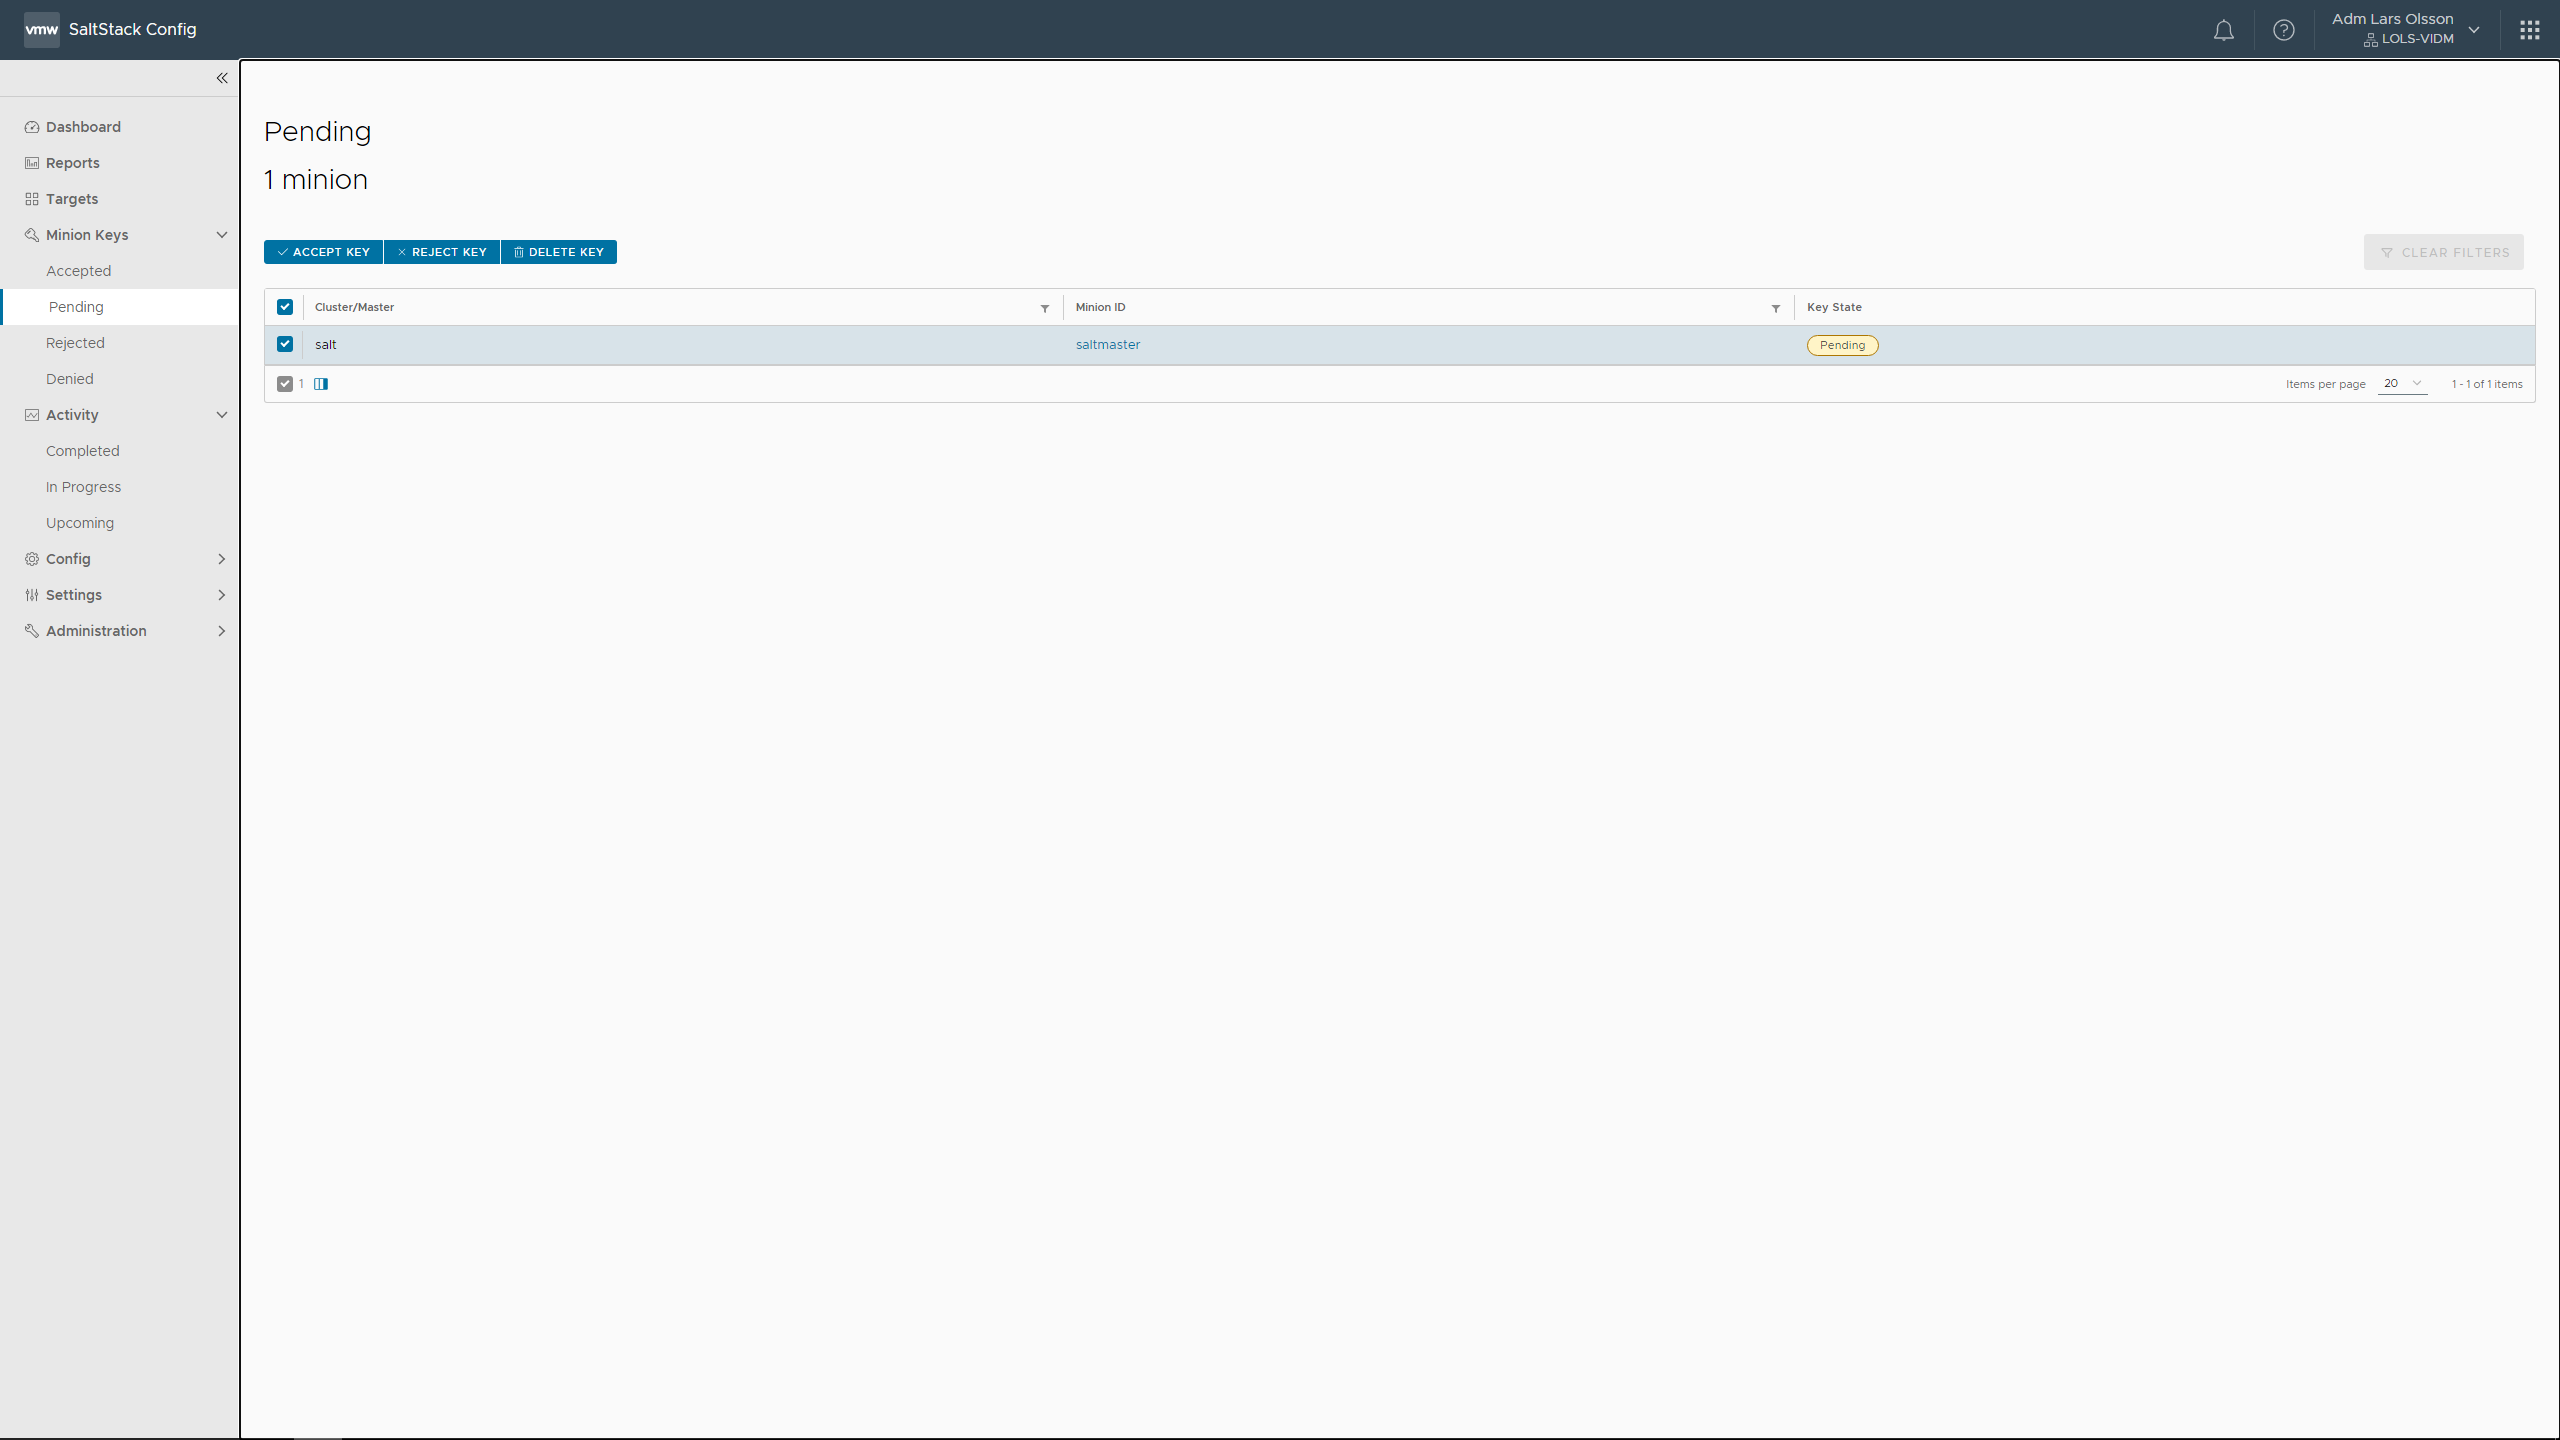 vmw SaltStack Config
Adm Lars Olsson
LOLS-VIDM
Dashboard
Reports
Targets
Minion Keys
Accepted
Pending
Rejected
Denied
Activity
Completed
In Progress
Upcoming
Config
Settings
Administration
Pending
1 minion
ACCEPT KEY REJECT KEY DELETE KEY
CLEAR FILTERS
Cluster/Master Minion ID Key State
salt saltmaster Pending
1 Items per page 20 1 - 1 of 1 items